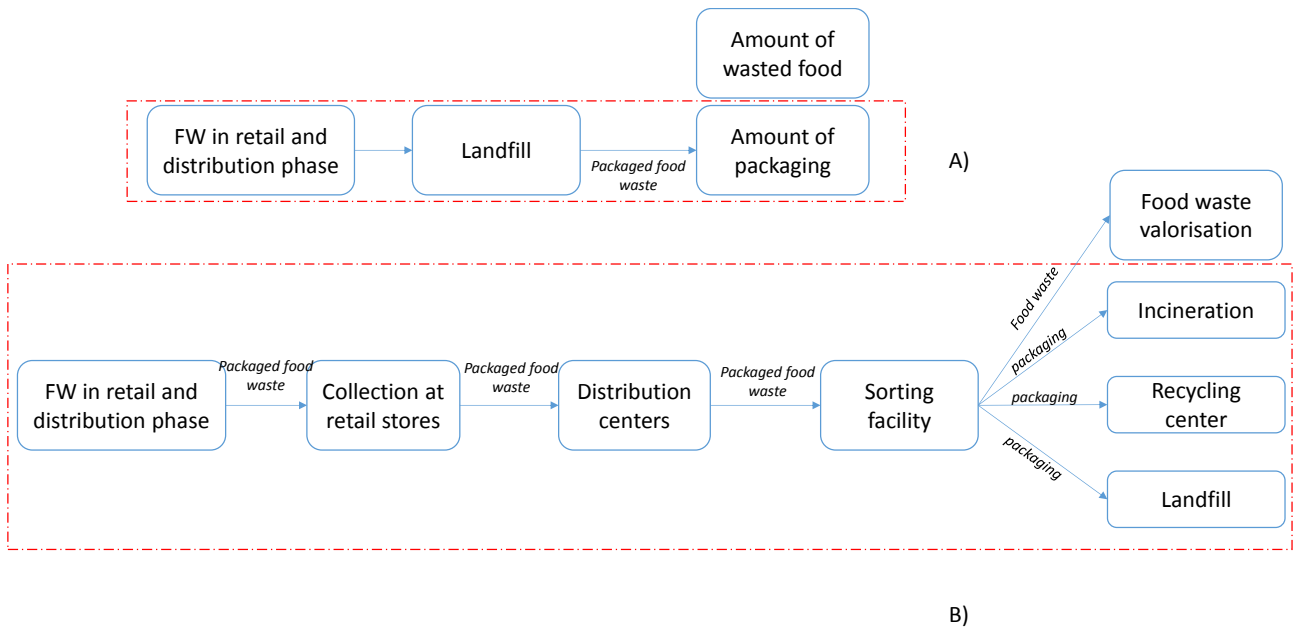 Amount of
wasted food
FW in retail and
distribution phase
Landfill
Packaged food
waste
Amount of
packaging
A)
Food waste
valorisation
Food waste
packaging
Incineration
FW in retail and
distribution phase
Packaged food
waste
Collection at
retail stores
Packaged food
waste
Distribution
centers
Packaged food
waste
Sorting
facility
packaging
Recycling
center
packaging
Landfill
B)